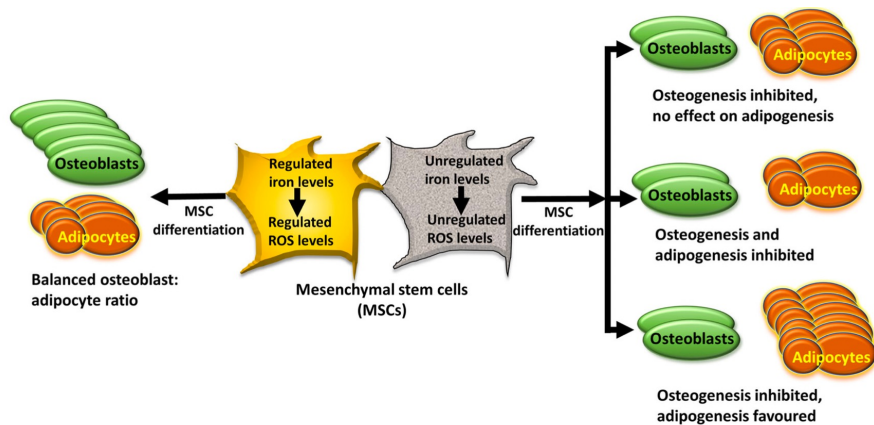 Osteoblasts
Adipocytes
MSC
differentiation
Balanced osteoblast:
adipocyte ratio
Regulated
iron levels
Regulated
ROS levels
Unregulated
iron levels
Unregulated
ROS levels
Mesenchymal stem cells
(MSCs)
MSC
differentiation
Osteoblasts
Adipocytes
Osteogenesis inhibited,
no effect on adipogenesis
Osteoblasts
Adipocytes
Osteogenesis and
adipogenesis inhibited
Osteoblasts
Adipocytes
Osteogenesis inhibited,
adipogenesis favoured